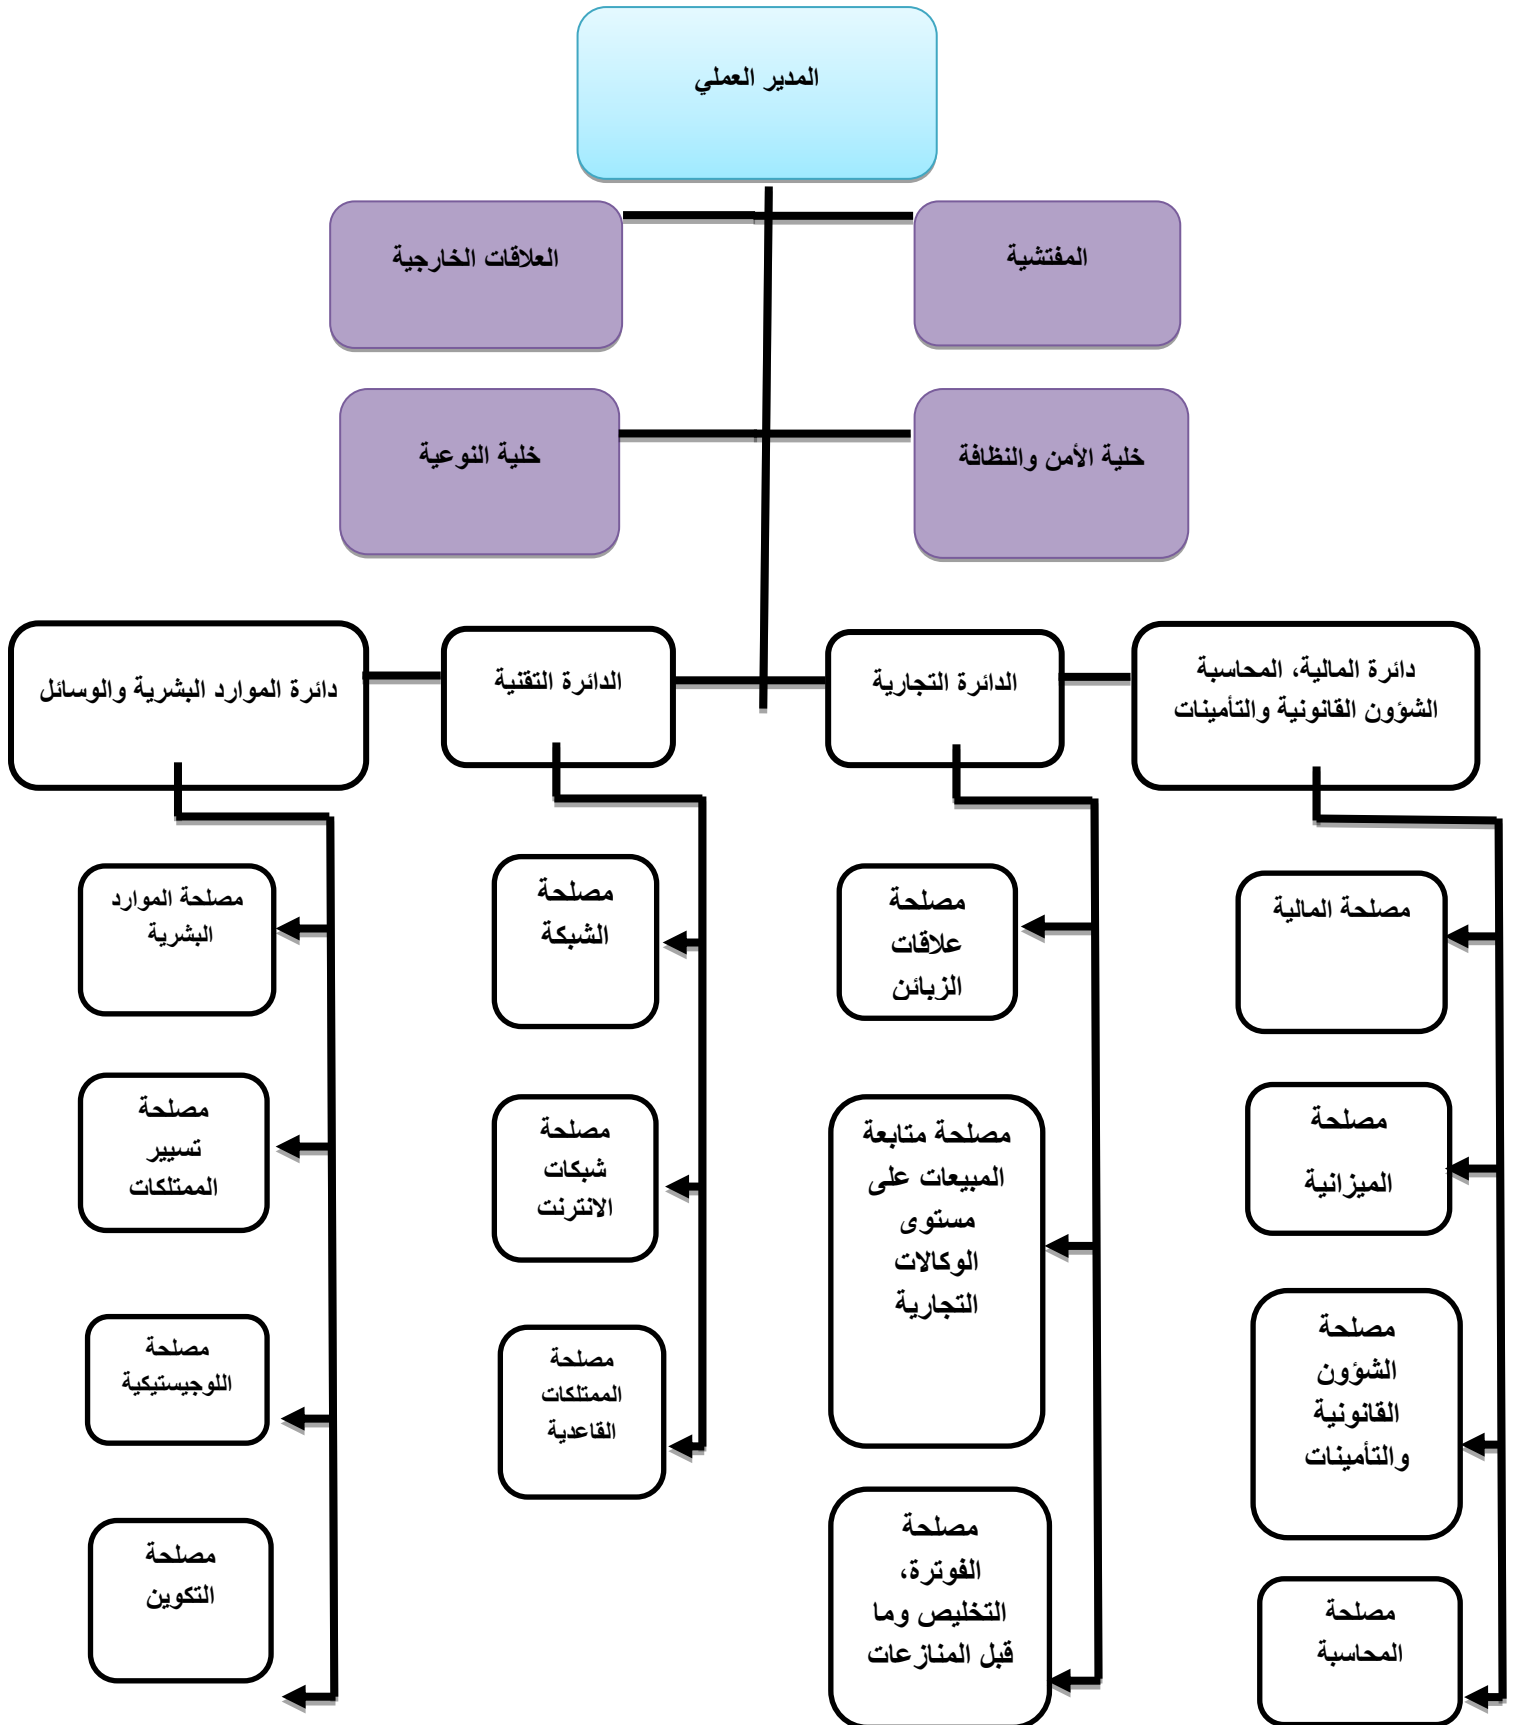 المدير العملي
المفتشية
العلاقات الخارجية
خلية الأمن والنظافة
خلية النوعية
دائرة المالية، المحاسبة
الشؤون القانونية والتأمينات
الدائرة التجارية
الدائرة التقنية
دائرة الموارد البشرية والوسائل
مصلحة المالية
مصلحة
الميزانية
مصلحة
الشؤون
القانونية
والتأمينات
مصلحة
المحاسبة
مصلحة
علاقات
الزبائن
مصلحة متابعة
المبيعات على
مستوى
الوكالات
التجارية
مصلحة
الفوترة،
التخليص وما
قبل المنازعات
مصلحة
الشبكة
مصلحة
شبكات
الانترنت
مصلحة
الممتلكات
القاعدية
مصلحة الموارد
البشرية
مصلحة
تسيير
الممتلكات
مصلحة
اللوجيستيكية
مصلحة
التكوين